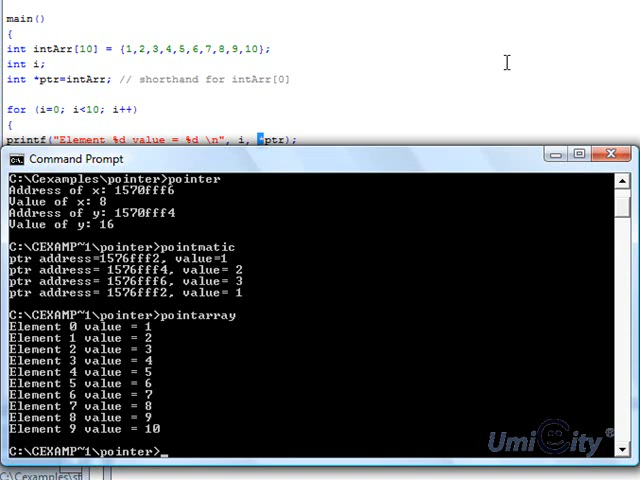 main()
{
int intArr[10] = {1,2,3,4,5,6,7,8,9,10};
int i;
int *ptr=intArr; // shorthand for intArr[0]
for (i=0; i<10; i++)
{
printf("Element %d value = %d \n", i, *ptr);
C:\. Command Prompt
C:\Cexamples\pointer>pointer
Address of x: 1570fff6
Value of x: 8
Address of y: 1570fff4
Value of y: 16
C:\CEXAMP~1\pointer>pointmatic
ptr address=1576fff2, value=1
ptr address= 1576fff4, value= 2
ptr address= 1576fff6, value= 3
ptr address= 1576fff2, value= 1
C:\CEXAMP~1\pointer>pointarray
Element 0 value = 1
Element 1 value = 2
Element 2 value = 3
Element 3 value = 4
Element 4 value = 5
Element 5 value = 6
Element 6 value = 7
Element 7 value = 8
Element 8 value = 9
Element 9 value = 10
UmiCity®
C:\CEXAMP~1\pointer>_